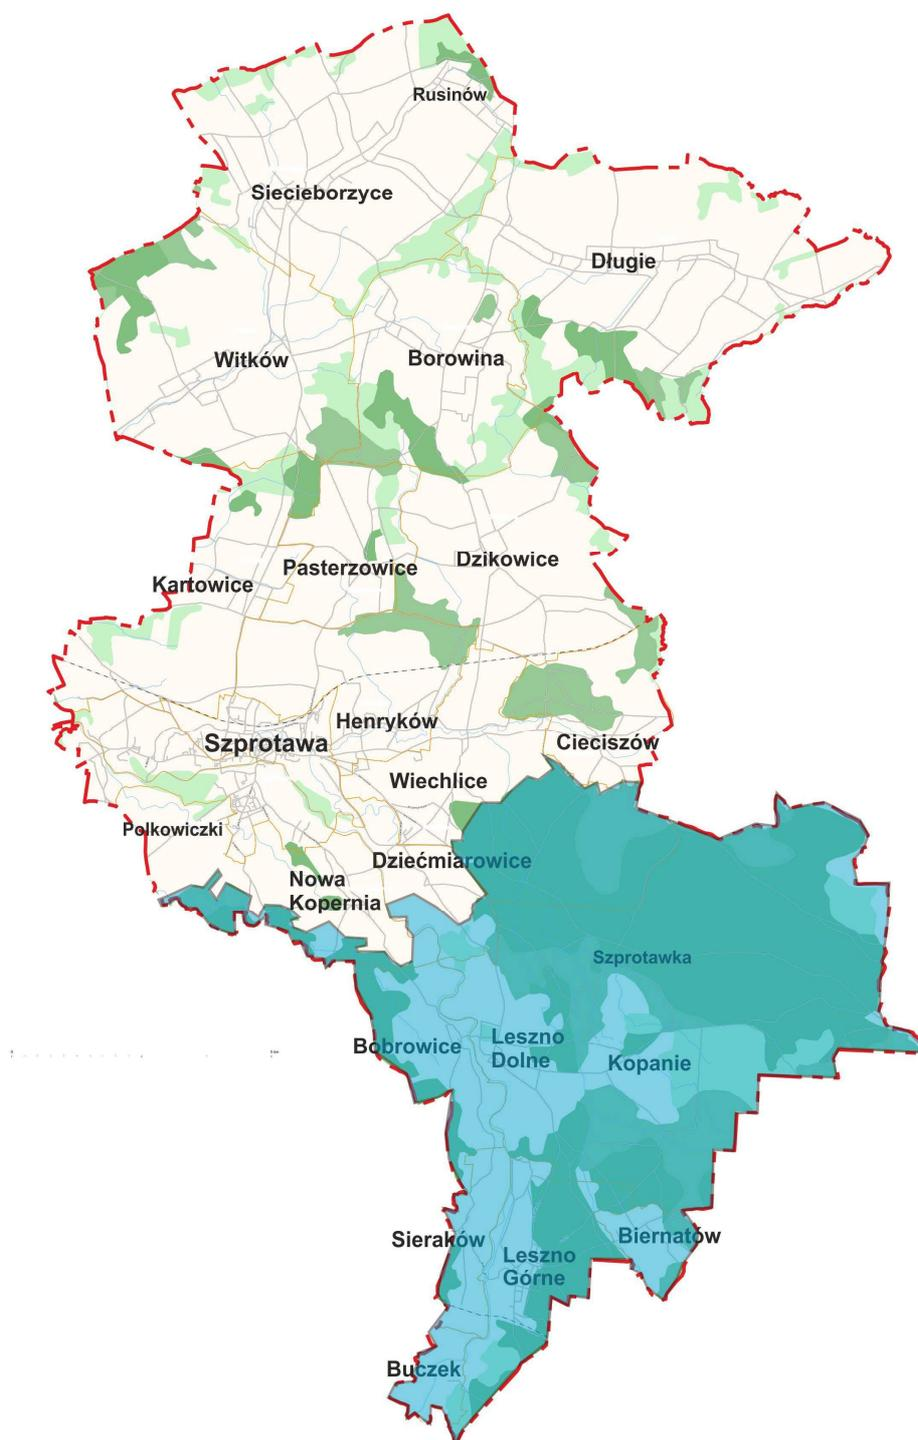 Rusinów
Siecieborzyce
Długie
Witków
Borowina
Dzikowice
Pasterzowice
Kartowice
Henryków
Szprotawa
Cieciszów
Wiechlice
Polkowiczki
Dziećmiarowice
Nowa
Kopernia
Szprotawka
Leszno
Dolne
Bobrowice
Kopanie
Biernatów
Sieraków
Leszno
Górne
Buczek